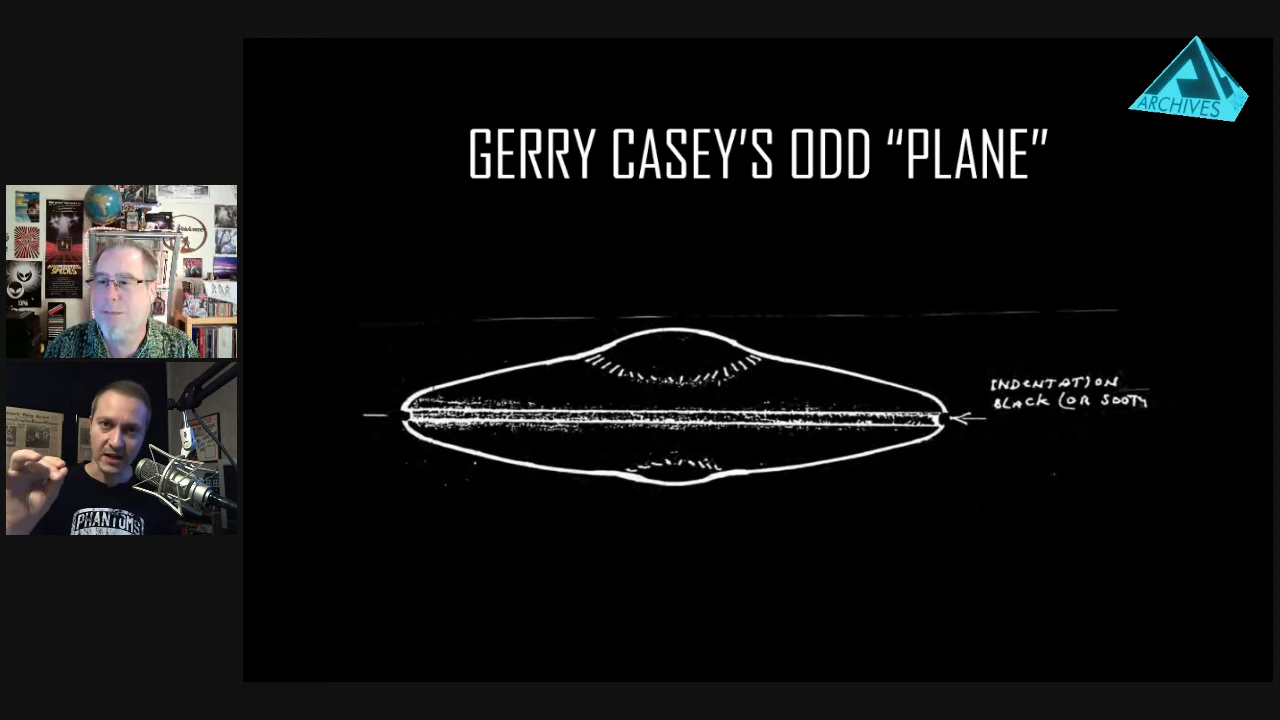 GERRY CASEY'S ODD “PLANE”
ARCHIVES
INDENTATION
BLACK (OR SOOTY
PHANTOMS